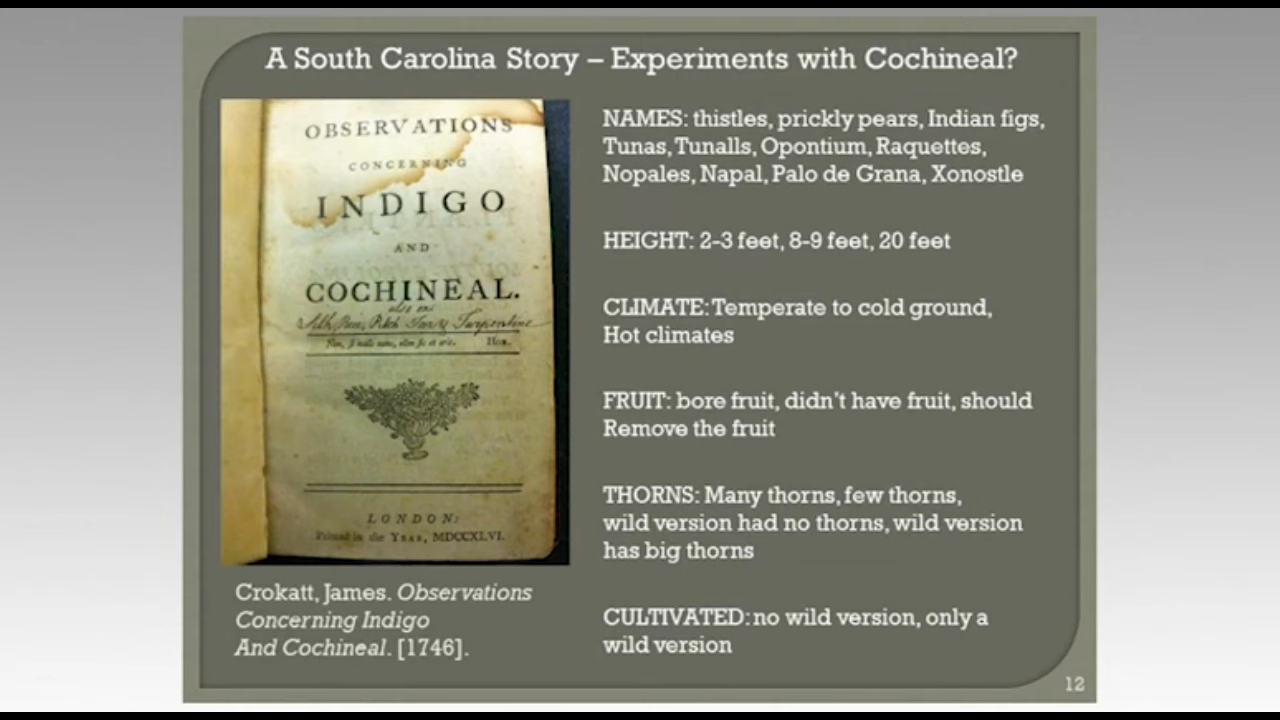 A South Carolina Story – Experiments with Cochineal?
OBSERVATIONS
CONCERNING
INDIGO
AND
COCHINEAL.
also on
Hor.
LONDON:
Printed in the YEAR, MDCCXLVI.
Crokatt, James. Observations
Concerning Indigo
And Cochineal. [1746].
NAMES: thistles, prickly pears, Indian figs,
Tunas, Tunalls, Opontium, Raquettes,
Nopales, Napal, Palo de Grana, Xonostle
HEIGHT: 2-3 feet, 8-9 feet, 20 feet
CLIMATE: Temperate to cold ground,
Hot climates
FRUIT: bore fruit, didn't have fruit, should
Remove the fruit
THORNS: Many thorns, few thorns,
wild version had no thorns, wild version
has big thorns
CULTIVATED: no wild version, only a
wild version
12